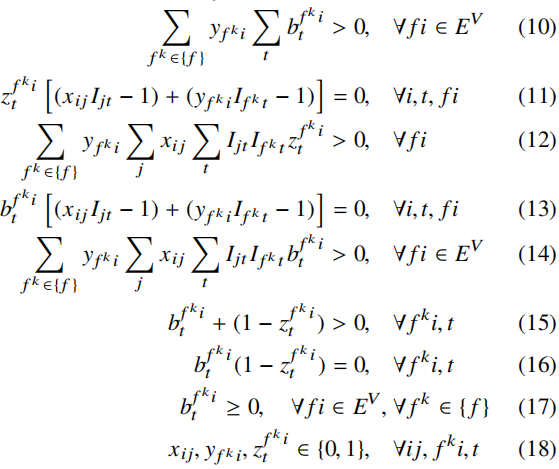 \sum_{f^k \in \{f\}} y_{f^k i} \sum_t b_t^{f^k i} > 0, \quad \forall fi \in E^V \quad (10)
z_t^{f^k i} \left[ (x_{ij} I_{jt} - 1) + (y_{f^k i} I_{f^k t} - 1) \right] = 0, \quad \forall i, t, fi \quad (11)
\sum_{f^k \in \{f\}} y_{f^k i} \sum_j x_{ij} \sum_t I_{jt} I_{f^k t} z_t^{f^k i} > 0, \quad \forall fi \quad (12)
b_t^{f^k i} \left[ (x_{ij} I_{jt} - 1) + (y_{f^k i} I_{f^k t} - 1) \right] = 0, \quad \forall i, t, fi \quad (13)
\sum_{f^k \in \{f\}} y_{f^k i} \sum_j x_{ij} \sum_t I_{jt} I_{f^k t} b_t^{f^k i} > 0, \quad \forall fi \in E^V \quad (14)
b_t^{f^k i} + (1 - z_t^{f^k i}) > 0, \quad \forall f^k i, t \quad (15)
b_t^{f^k i} (1 - z_t^{f^k i}) = 0, \quad \forall f^k i, t \quad (16)
b_t^{f^k i} \geq 0, \quad \forall fi \in E^V, \forall f^k \in \{f\} \quad (17)
x_{ij}, y_{f^k i}, z_t^{f^k i} \in \{0, 1\}, \quad \forall ij, f^k i, t \quad (18)